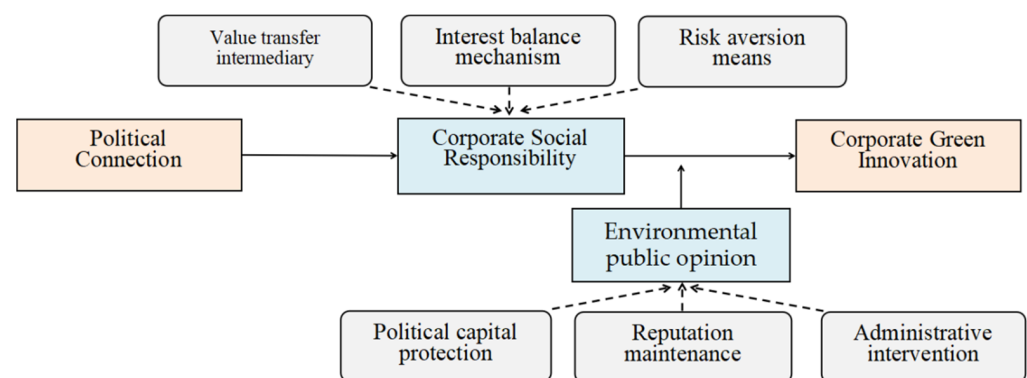 Value transfer
intermediary
Interest balance
mechanism
Risk aversion
means
Political
Connection
Corporate Social
Responsibility
Corporate Green
Innovation
Environmental
public opinion
Political capital
protection
Reputation
maintenance
Administrative
intervention